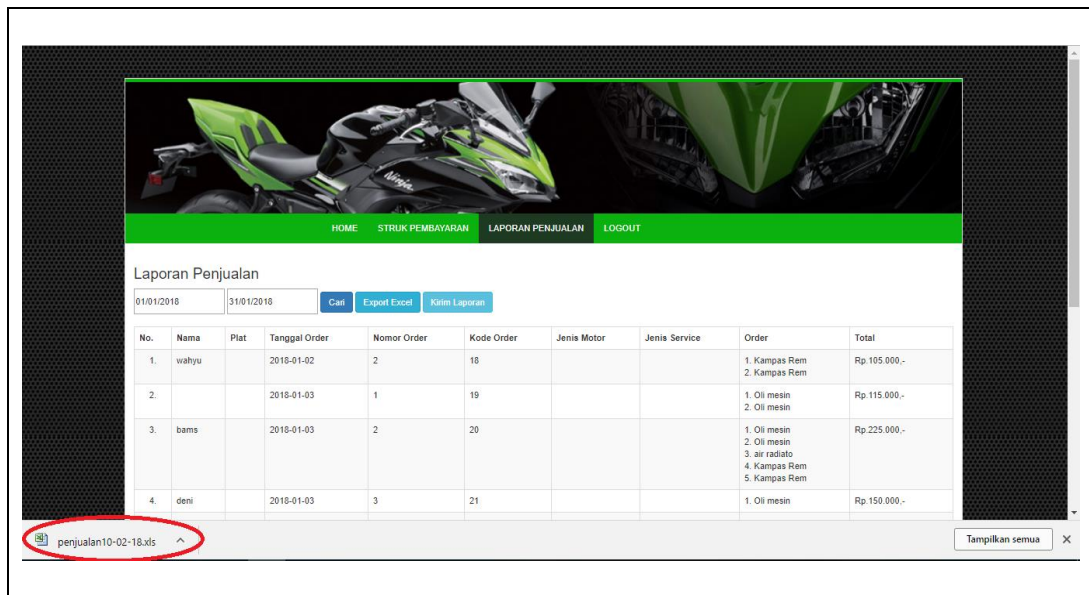 Ninja
HOME STRUK PEMBAYARAN LAPORAN PENJUALAN LOGOUT
Laporan Penjualan
01/01/2018 31/01/2018 Cari Export Excel Kirim Laporan
No. Nama Plat Tanggal Order Nomor Order Kode Order Jenis Motor Jenis Service Order Total
1. wahyu 2018-01-02 2 18 1. Kampas Rem Rp.105.000,-
2. Kampas Rem
2. 2018-01-03 1 19 1. Oli mesin Rp.115.000,-
2. Oli mesin
3. bams 2018-01-03 2 20 1. Oli mesin Rp.225.000,-
2. Oli mesin
3. air radiato
4. Kampas Rem
5. Kampas Rem
4. deni 2018-01-03 3 21 1. Oli mesin Rp.150.000,-
penjualan10-02-18.xls Tampilkan semua